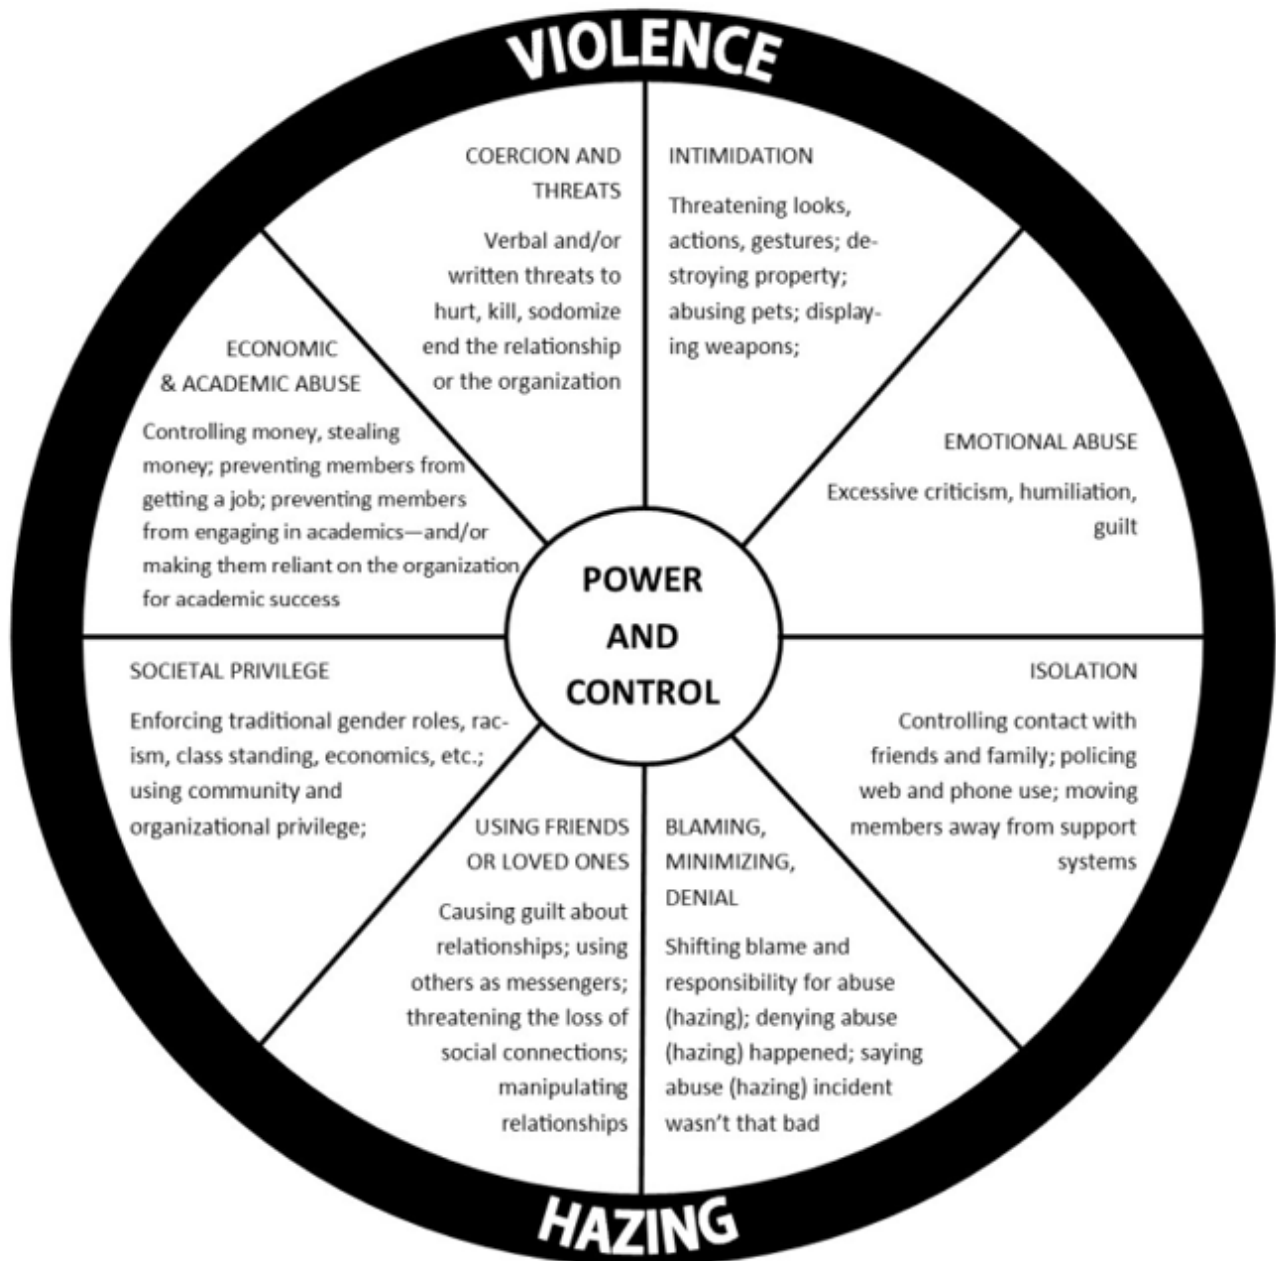 VIOLENCE
COERCION AND
THREATS
Verbal and/or
written threats to
hurt, kill, sodomize
end the relationship
or the organization
INTIMIDATION
Threatening looks,
actions, gestures; de-
stroying property;
abusing pets; display-
ing weapons;
ECONOMIC
& ACADEMIC ABUSE
Controlling money, stealing
money; preventing members from
getting a job; preventing members
from engaging in academics—and/or
making them reliant on the organization
for academic success
EMOTIONAL ABUSE
Excessive criticism, humiliation,
guilt
POWER
AND
CONTROL
SOCIETAL PRIVILEGE
Enforcing traditional gender roles, rac-
ism, class standing, economics, etc.;
using community and
organizational privilege;
ISOLATION
Controlling contact with
friends and family; policing
web and phone use; moving
members away from support
systems
USING FRIENDS
OR LOVED ONES
Causing guilt about
relationships; using
others as messengers;
threatening the loss of
social connections;
manipulating
relationships
BLAMING,
MINIMIZING,
DENIAL
Shifting blame and
responsibility for abuse
(hazing); denying abuse
(hazing) happened; saying
abuse (hazing) incident
wasn't that bad
HAZING